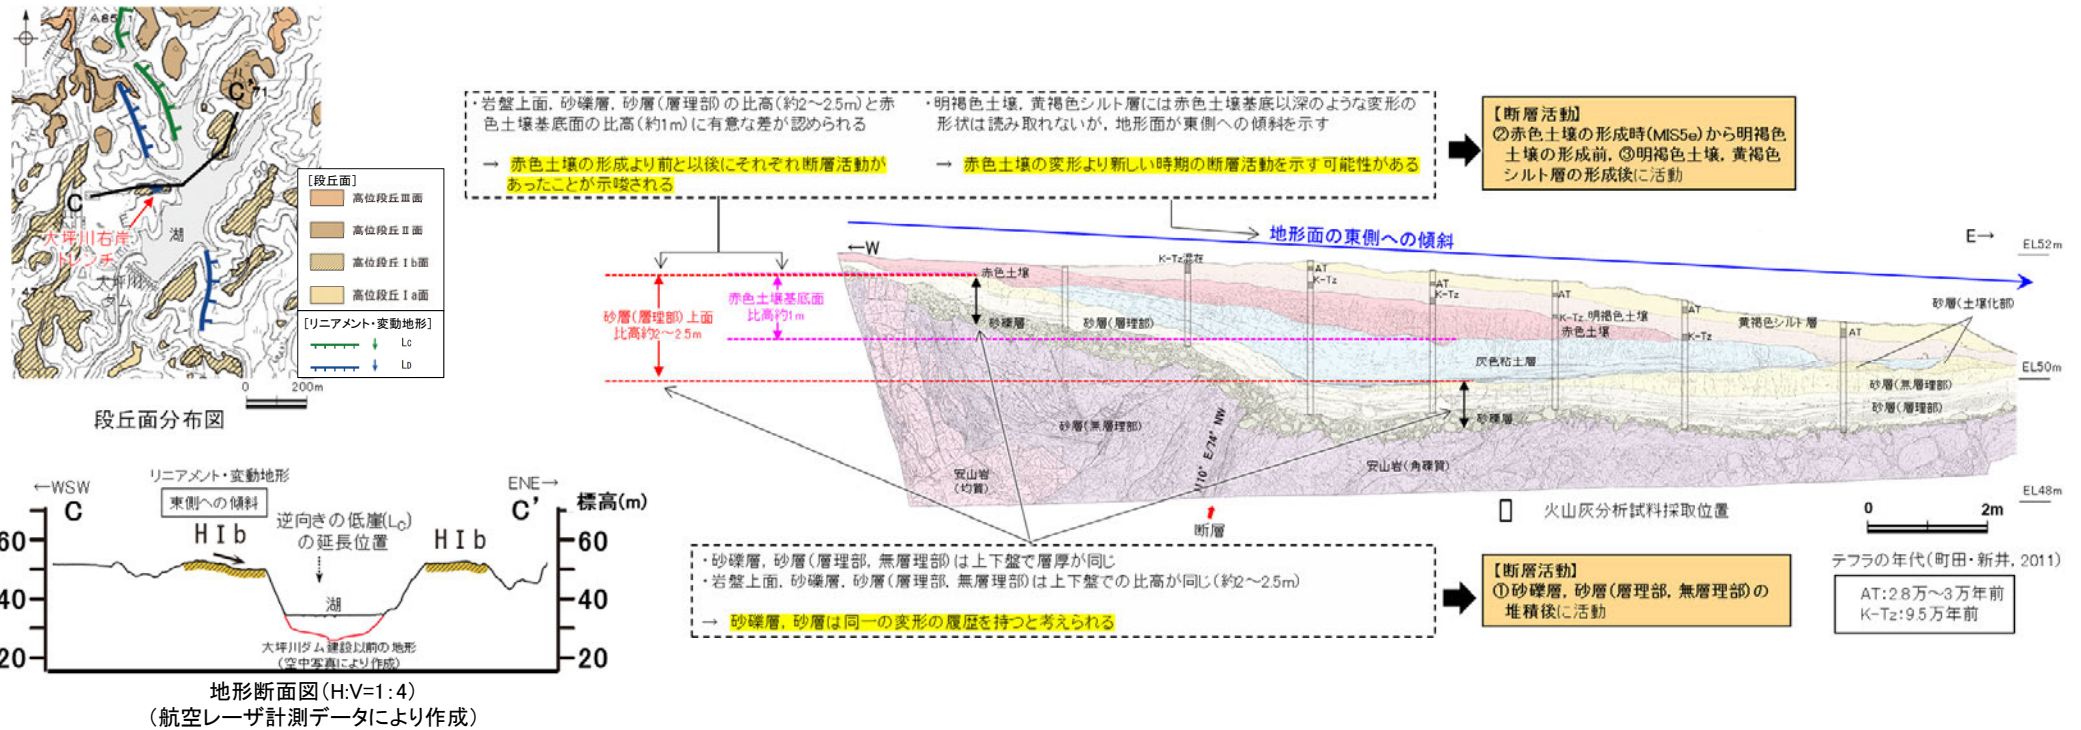 C'
71
C
大坪川右岸
トレンチ
湖
大坪川
ダム
47
[段丘面]
高位段丘Ⅲ面
高位段丘Ⅱ面
高位段丘Ⅰb面
高位段丘Ⅰa面
[リニアメント・変動地形]
LC
LD
0 200m
段丘面分布図
・岩盤上面，砂礫層，砂層(層理部)の比高(約2～2.5m)と赤
色土壌基底面の比高(約1m)に有意な差が認められる
→ 赤色土壌の形成より前と以後にそれぞれ断層活動が
あったことが示唆される
・明褐色土壌，黄褐色シルト層には赤色土壌基底以深のような変形の
形状は読み取れないが，地形面が東側への傾斜を示す
→ 赤色土壌の変形より新しい時期の断層活動を示す可能性がある
【断層活動】
②赤色土壌の形成時(MIS5e)から明褐色
土壌の形成前，③明褐色土壌，黄褐色
シルト層の形成後に活動
←W
地形面の東側への傾斜
E→
EL52m
EL50m
EL48m
砂層(層理部)上面
比高約2～2.5m
赤色土壌基底面
比高約1m
赤色土壌
K-Tz混在
AT
K-Tz
AT
K-Tz
AT
K-Tz
明褐色土壌
赤色土壌
AT
K-Tz
黄褐色シルト層
AT
砂層(土壌化部)
砂礫層
砂層(層理部)
灰色粘土層
砂層(無層理部)
砂層(層理部)
砂礫層
砂層(無層理部)
安山岩
(均質)
N10°E/74°NW
安山岩(角礫質)
断層
火山灰分析試料採取位置
0 2m
テフラの年代(町田・新井，2011)
AT:2.8万～3万年前
K-Tz:9.5万年前
・砂礫層，砂層(層理部，無層理部)は上下盤で層厚が同じ
・岩盤上面，砂礫層，砂層(層理部，無層理部)は上下盤での比高が同じ(約2～2.5m)
→ 砂礫層，砂層は同一の変形の履歴を持つと考えられる
【断層活動】
①砂礫層，砂層(層理部，無層理部)の
堆積後に活動
リニアメント・変動地形
←WSW
ENE→
C
東側への傾斜
C'
標高(m)
HⅠb
逆向きの低崖(LC)
の延長位置
HⅠb
60
40
20
60
40
20
湖
大坪川ダム建設以前の地形
(空中写真により作成)
地形断面図(H:V=1:4)
(航空レーザ計測データにより作成)